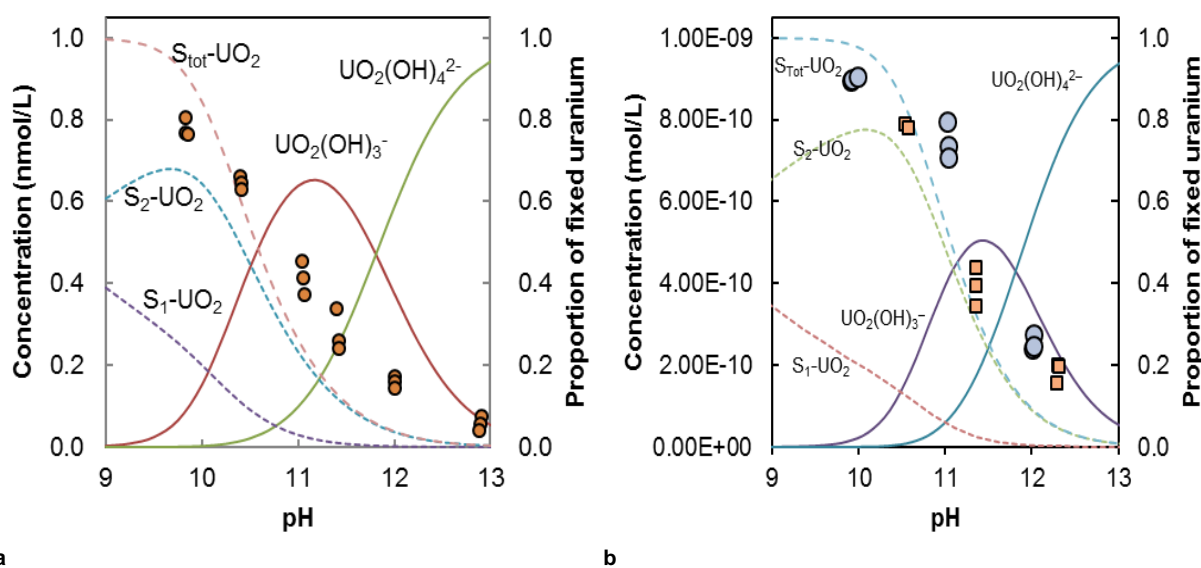 Concentration (nmol/L)
1.0
0.8
0.6
0.4
0.2
0.0
S_tot-UO₂
UO₂(OH)₄²⁻
UO₂(OH)₃⁻
S₂-UO₂
S₁-UO₂
1.0
0.8
0.6
0.4
0.2
0.0
Proportion of fixed uranium
9 10 11 12 13
pH
a
Concentration (mol/L)
1.00E-09
8.00E-10
6.00E-10
4.00E-10
2.00E-10
0.00E+00
S_Tot-UO₂
UO₂(OH)₄²⁻
S₂-UO₂
UO₂(OH)₃⁻
S₁-UO₂
1.0
0.8
0.6
0.4
0.2
0.0
Proportion of fixed uranium
9 10 11 12 13
pH
b